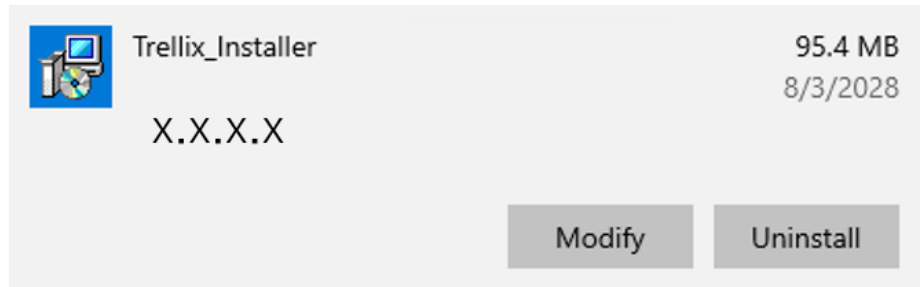 Trellix_Installer
95.4 MB
8/3/2028
X.X.X.X
Modify
Uninstall